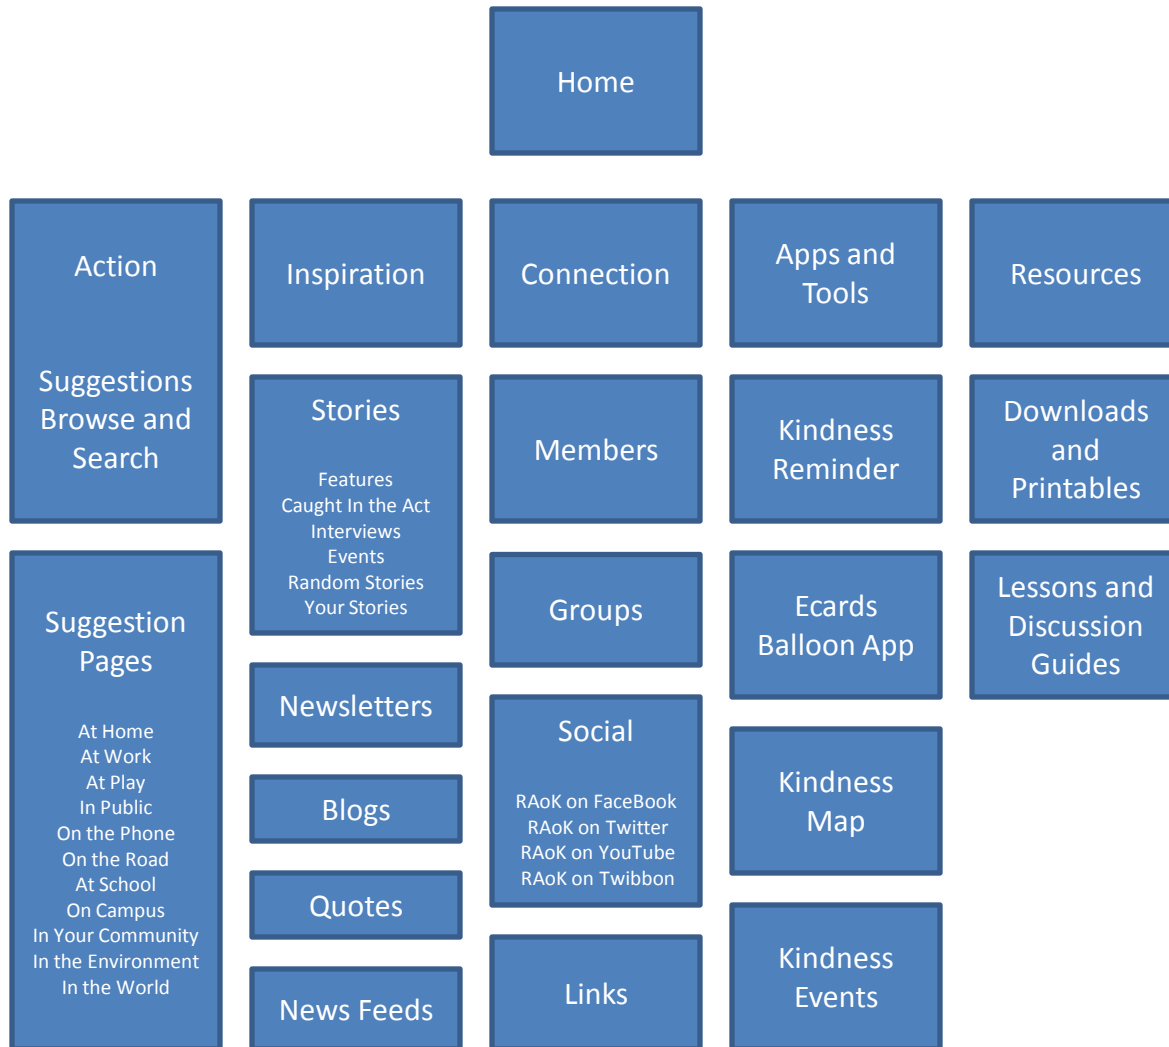 Home
Action
Suggestions
Browse and
Search
Suggestion
Pages
At Home
At Work
At Play
In Public
On the Phone
On the Road
At School
On Campus
In Your Community
In the Environment
In the World
Inspiration
Stories
Features
Caught In the Act
Interviews
Events
Random Stories
Your Stories
Newsletters
Blogs
Quotes
News Feeds
Connection
Members
Groups
Social
RAoK on FaceBook
RAoK on Twitter
RAoK on YouTube
RAoK on Twibbon
Links
Apps and
Tools
Kindness
Reminder
Ecards
Balloon App
Kindness
Map
Kindness
Events
Resources
Downloads
and
Printables
Lessons and
Discussion
Guides